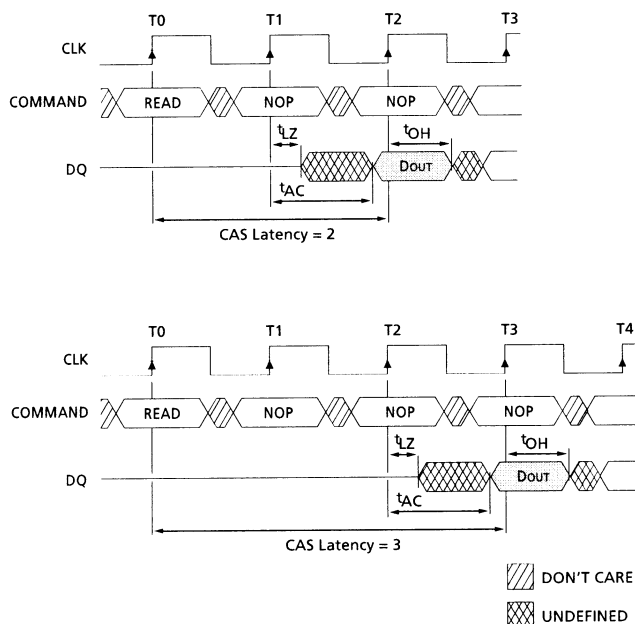 T0 T1 T2 T3
CLK
COMMAND READ NOP NOP
tLZ tOH
DQ DOUT
tAC
CAS Latency = 2
T0 T1 T2 T3 T4
CLK
COMMAND READ NOP NOP NOP
tLZ tOH
DQ DOUT
tAC
CAS Latency = 3
DON'T CARE
UNDEFINED